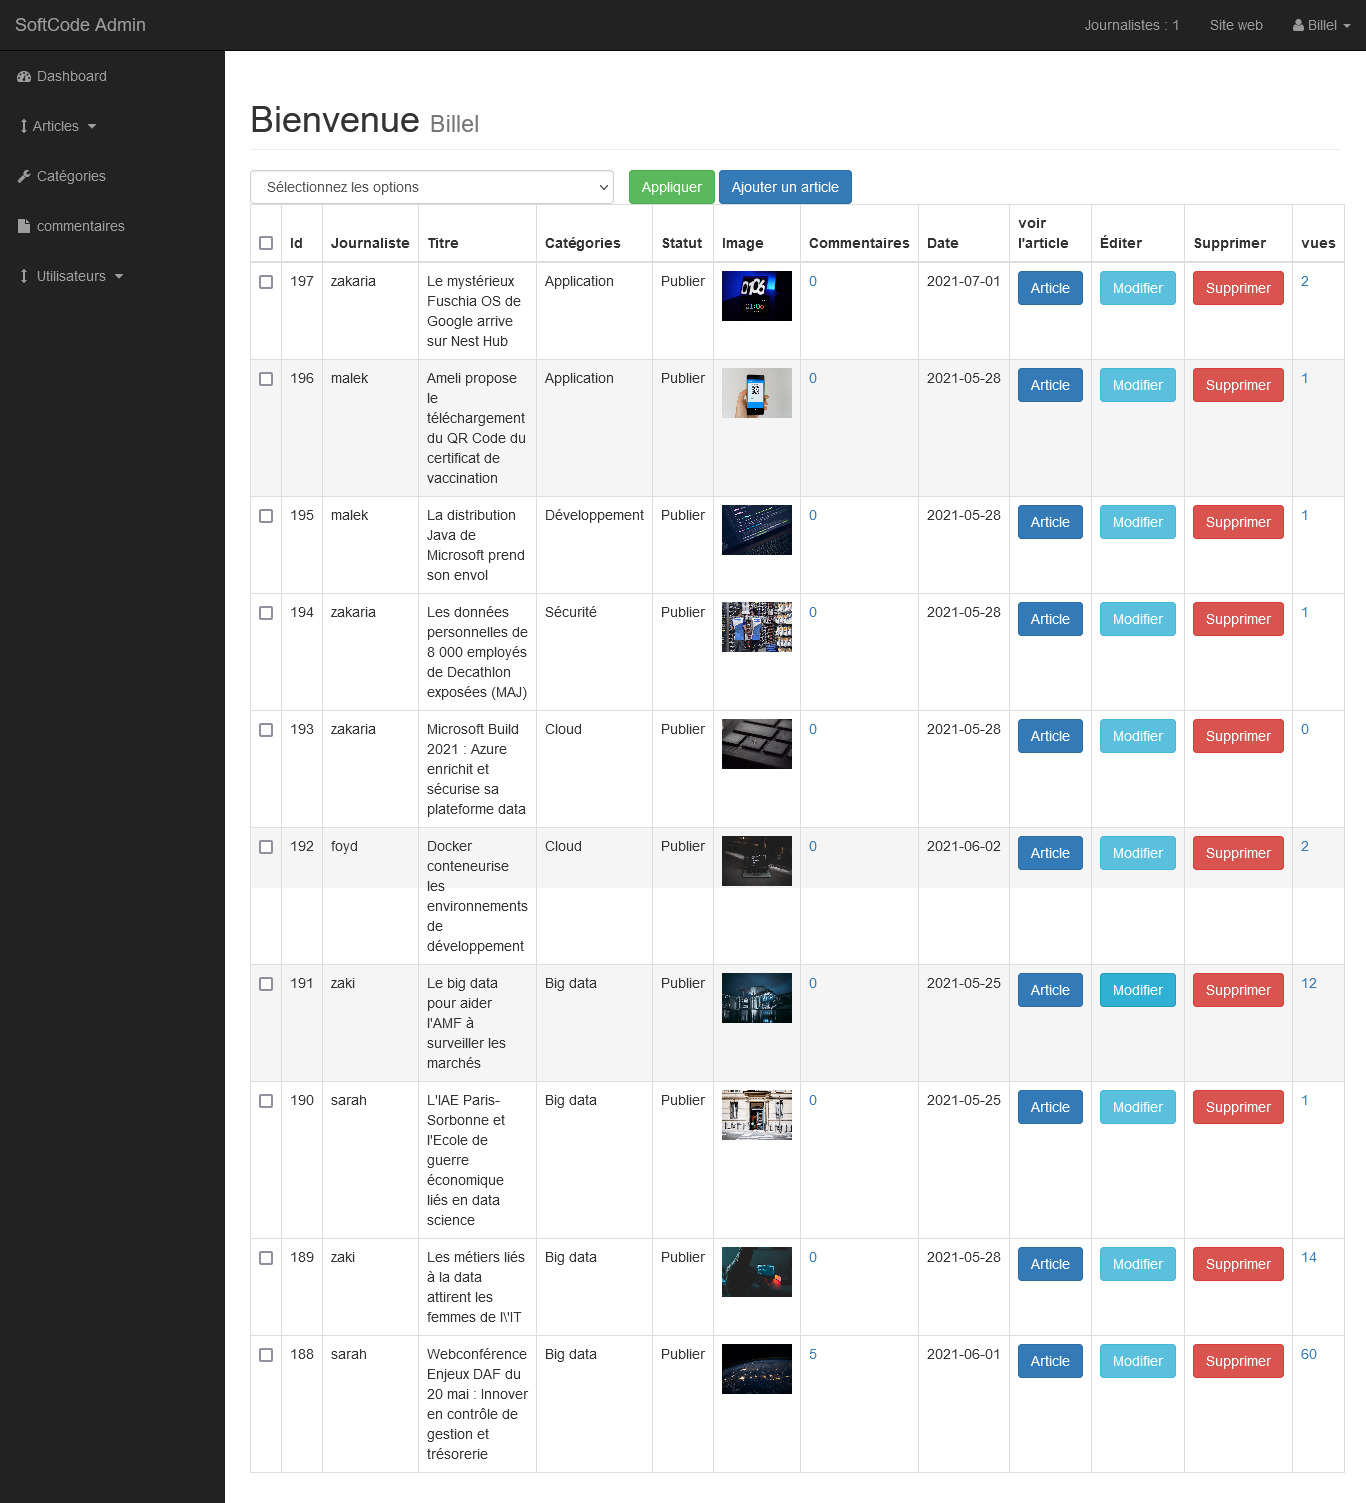 SoftCode Admin
Journalistes : 1
Site web
Billel
Dashboard
Articles
Catégories
commentaires
Utilisateurs
Bienvenue Billel
Sélectionnez les options
Appliquer
Ajouter un article
Id Journaliste Titre Catégories Statut Image Commentaires Date voir l'article Éditer Supprimer vues
197 zakaria Le mystérieux Application Publier 0 2021-07-01 Article Modifier Supprimer 2
Fuschia OS de
Google arrive
sur Nest Hub
196 malek Ameli propose Application Publier 0 2021-05-28 Article Modifier Supprimer 1
le
téléchargement
du QR Code du
certificat de
vaccination
195 malek La distribution Développement Publier 0 2021-05-28 Article Modifier Supprimer 1
Java de
Microsoft prend
son envol
194 zakaria Les données Sécurité Publier 0 2021-05-28 Article Modifier Supprimer 1
personnelles de
8 000 employés
de Decathlon
exposées (MAJ)
193 zakaria Microsoft Build Cloud Publier 0 2021-05-28 Article Modifier Supprimer 0
2021 : Azure
enrichit et
sécurise sa
plateforme data
192 foyd Docker Cloud Publier 0 2021-06-02 Article Modifier Supprimer 2
conteneurise
les
environnements
de
développement
191 zaki Le big data Big data Publier 0 2021-05-25 Article Modifier Supprimer 12
pour aider
l'AMF à
surveiller les
marchés
190 sarah L'IAE Paris- Big data Publier 0 2021-05-25 Article Modifier Supprimer 1
Sorbonne et
l'Ecole de
guerre
économique
liés en data
science
189 zaki Les métiers liés Big data Publier 0 2021-05-28 Article Modifier Supprimer 14
à la data
attirent les
femmes de l\'IT
188 sarah Webconférence Big data Publier 5 2021-06-01 Article Modifier Supprimer 60
Enjeux DAF du
20 mai : Innover
en contrôle de
gestion et
trésorerie